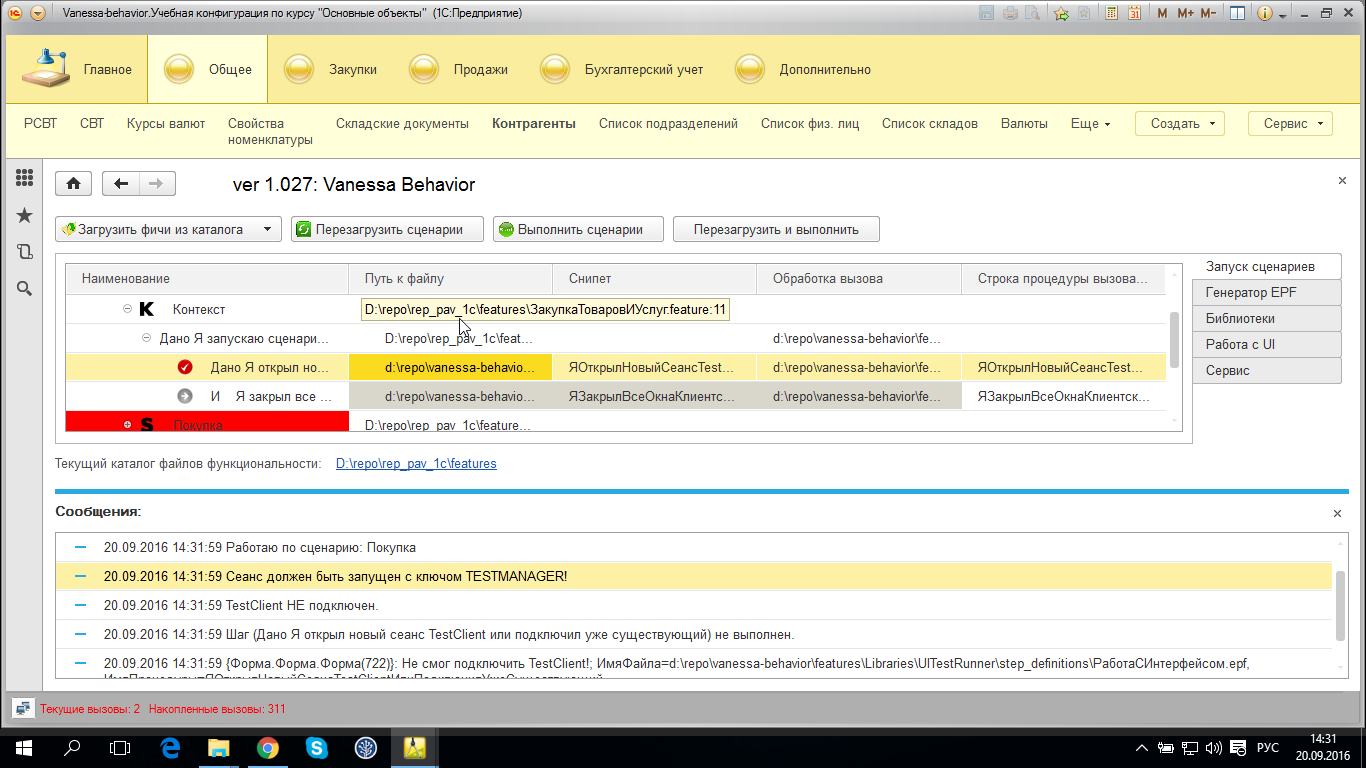 Vanessa-behavior.Учебная конфигурация по курсу "Основные объекты" (1С:Предприятие)
M M+ M-
Главное Общее Закупки Продажи Бухгалтерский учет Дополнительно
РСВТ СВТ Курсы валют Свойства номенклатуры Складские документы Контрагенты Список подразделений Список физ. лиц Список складов Валюты Еще Создать Сервис
ver 1.027: Vanessa Behavior
Загрузить фичи из каталога Перезагрузить сценарии Выполнить сценарии Перезагрузить и выполнить
Наименование Путь к файлу Снипет Обработка вызова Строка процедуры вызова...
К Контекст D:\repo\rep_pav_1c\features\ЗакупкаТоваровИУслуг.feature:11
Дано Я запускаю сценари... D:\repo\rep_pav_1c\feat... d:\repo\vanessa-behavior\fe...
Дано Я открыл но... d:\repo\vanessa-behavio... ЯОткрылНовыйСеансTest... d:\repo\vanessa-behavior\fe... ЯОткрылНовыйСеансTest...
И Я закрыл все ... d:\repo\vanessa-behavio... ЯЗакрылВсеОкнаКлиентс... d:\repo\vanessa-behavior\fe... ЯЗакрылВсеОкнаКлиентск...
S Покупка D:\repo\rep_pav_1c\feature...
Запуск сценариев
Генератор EPF
Библиотеки
Работа с UI
Сервис
Текущий каталог файлов функциональности: D:\repo\rep_pav_1c\features
Сообщения:
20.09.2016 14:31:59 Работаю по сценарию: Покупка
20.09.2016 14:31:59 Сеанс должен быть запущен с ключом TESTMANAGER!
20.09.2016 14:31:59 TestClient НЕ подключен.
20.09.2016 14:31:59 Шаг (Дано Я открыл новый сеанс TestClient или подключил уже существующий) не выполнен.
20.09.2016 14:31:59 {Форма.Форма.Форма(722)}: Не смог подключить TestClient!; ИмяФайла=d:\repo\vanessa-behavior\features\Libraries\UITestRunner\step_definitions\РаботаСИнтерфейсом.epf,
ИмяПроцедуры=ЯОткрылНовыйСеансTestClientИлиПодключилУжеСуществующий
Текущие вызовы: 2 Накопленные вызовы: 311
РУС
14:31
20.09.2016